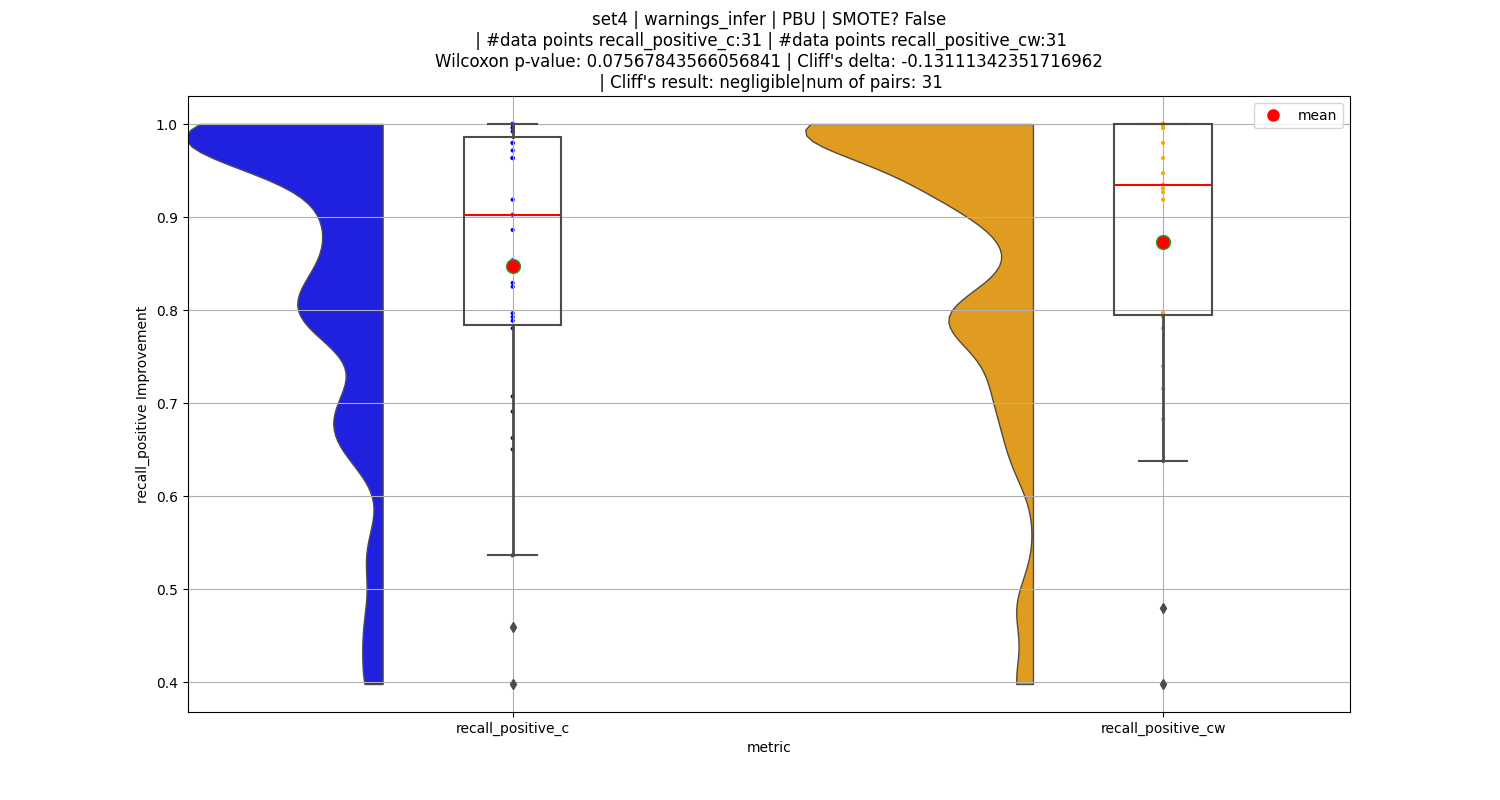 set4 | warnings_infer | PBU | SMOTE? False
| #data points recall_positive_c:31 | #data points recall_positive_cw:31
Wilcoxon p-value: 0.07567843566056841 | Cliff's delta: -0.13111342351716962
| Cliff's result: negligible|num of pairs: 31
mean
1.0
0.9
0.8
0.7
0.6
0.5
0.4
recall_positive Improvement
recall_positive_c
recall_positive_cw
metric